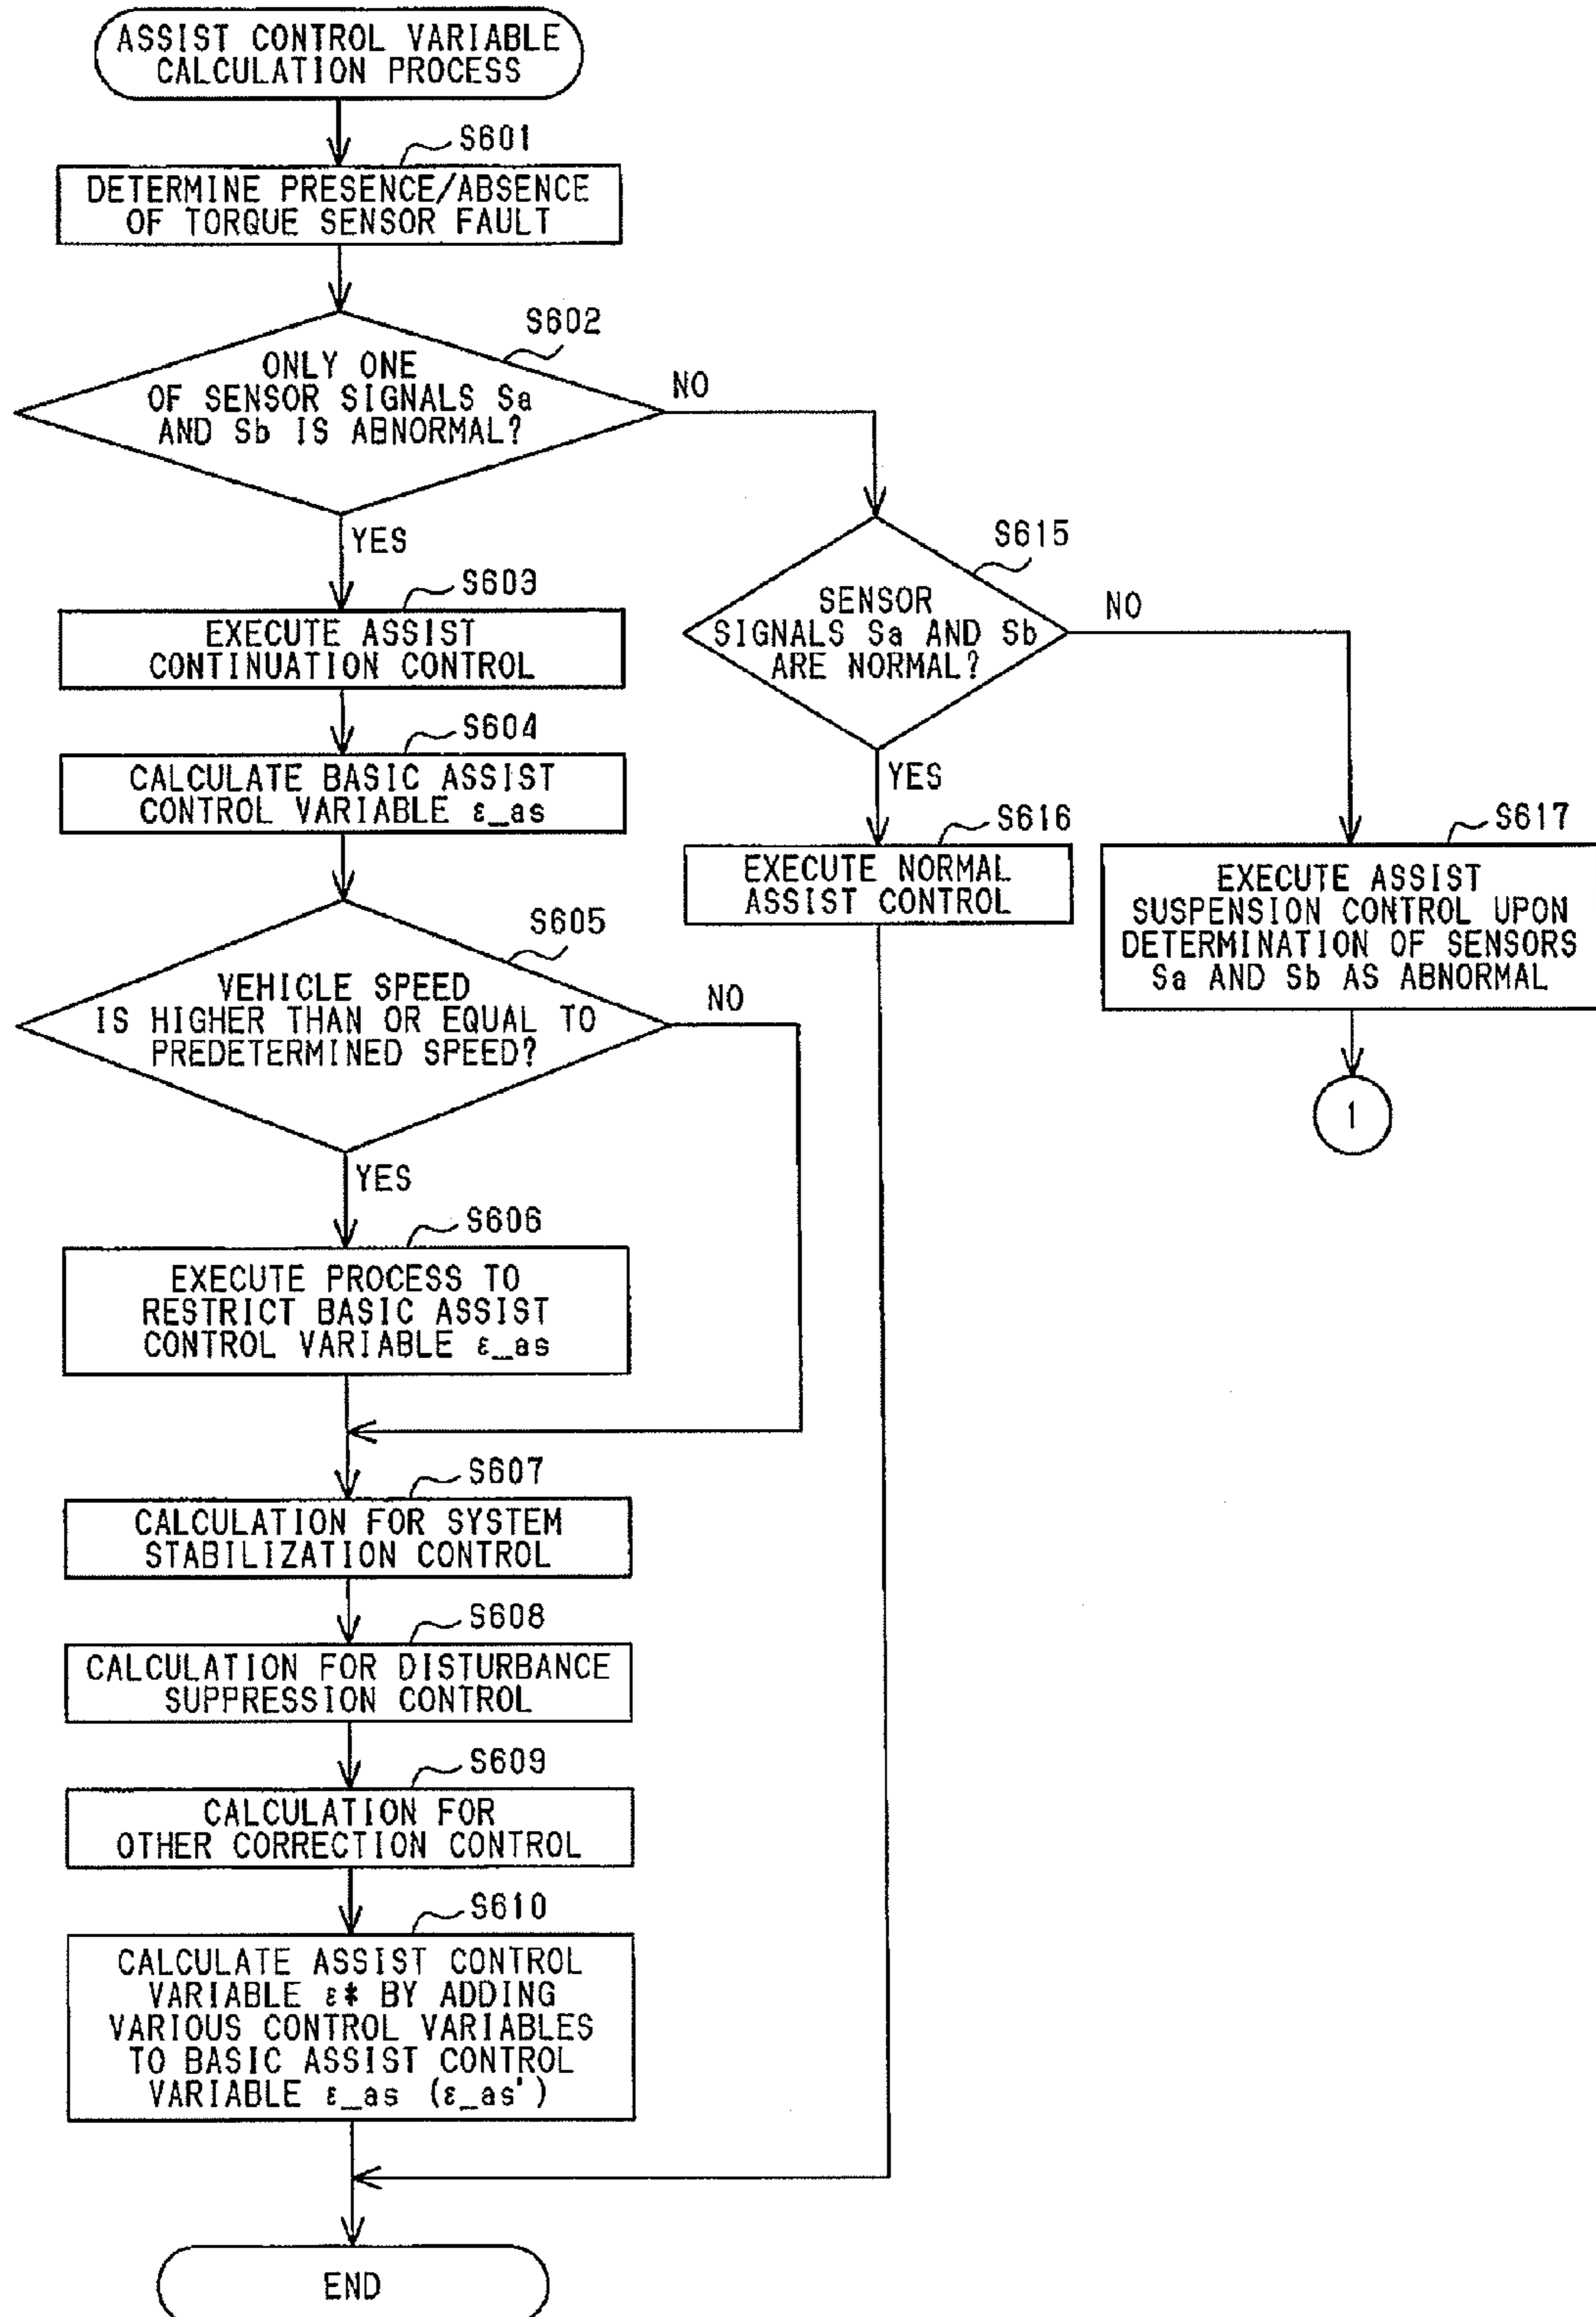 ASSIST CONTROL VARIABLE
CALCULATION PROCESS
S601
DETERMINE PRESENCE/ABSENCE
OF TORQUE SENSOR FAULT
S602
ONLY ONE
OF SENSOR SIGNALS Sa
AND Sb IS ABNORMAL?
NO
YES
S603
EXECUTE ASSIST
CONTINUATION CONTROL
S604
CALCULATE BASIC ASSIST
CONTROL VARIABLE ε_as
S605
VEHICLE SPEED
IS HIGHER THAN OR EQUAL TO
PREDETERMINED SPEED?
NO
YES
S606
EXECUTE PROCESS TO
RESTRICT BASIC ASSIST
CONTROL VARIABLE ε_as
S607
CALCULATION FOR SYSTEM
STABILIZATION CONTROL
S608
CALCULATION FOR DISTURBANCE
SUPPRESSION CONTROL
S609
CALCULATION FOR
OTHER CORRECTION CONTROL
S610
CALCULATE ASSIST CONTROL
VARIABLE ε* BY ADDING
VARIOUS CONTROL VARIABLES
TO BASIC ASSIST CONTROL
VARIABLE ε_as (ε_as')
END
S615
SENSOR
SIGNALS Sa AND Sb
ARE NORMAL?
NO
YES
S616
EXECUTE NORMAL
ASSIST CONTROL
S617
EXECUTE ASSIST
SUSPENSION CONTROL UPON
DETERMINATION OF SENSORS
Sa AND Sb AS ABNORMAL
1